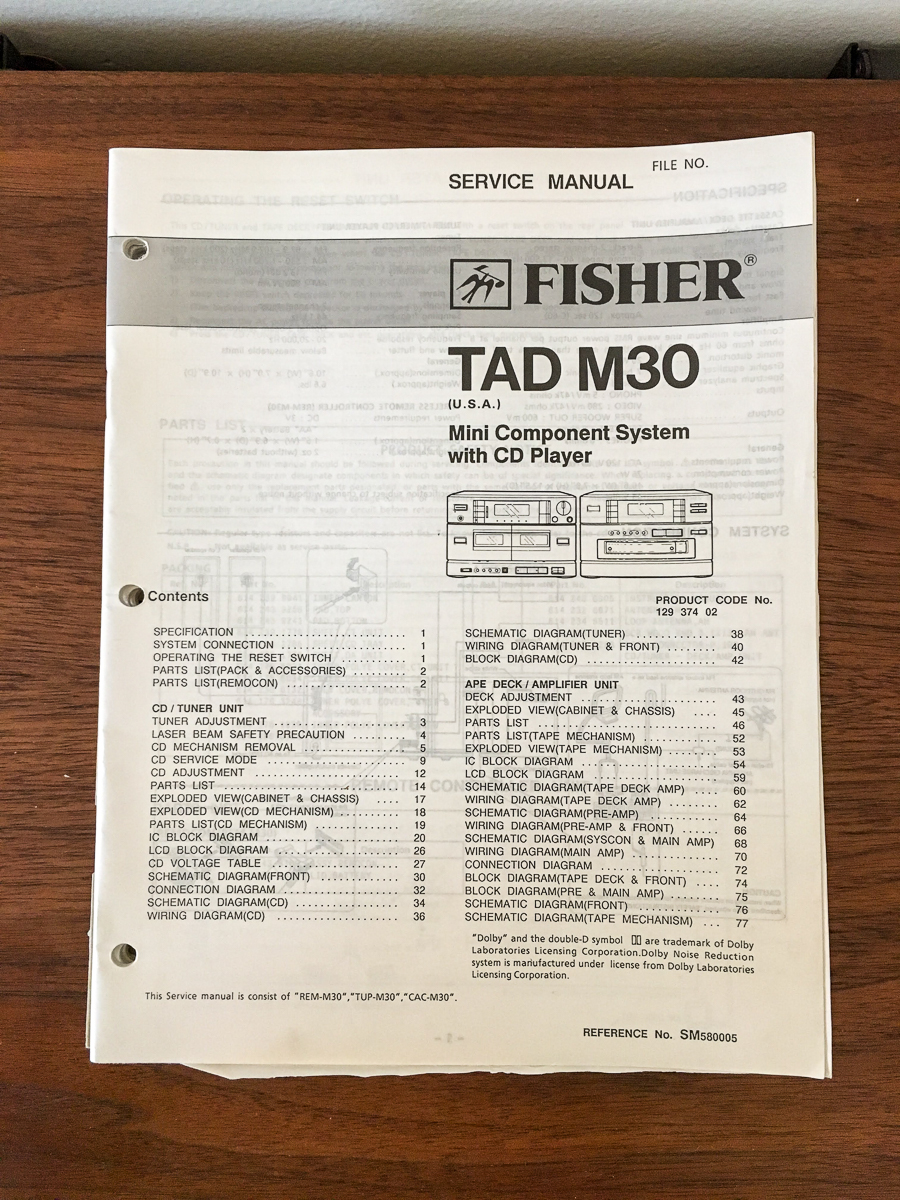 FILE NO.
SERVICE MANUAL
FISHER®
TAD M30
(U.S.A.)
Mini Component System
with CD Player
Contents
PRODUCT CODE No.
129 374 02
SPECIFICATION .......................... 1
SYSTEM CONNECTION ..................... 1
OPERATING THE RESET SWITCH ........... 1
PARTS LIST(PACK & ACCESSORIES) .......... 2
PARTS LIST(REMOCON) .................... 2
CD / TUNER UNIT
TUNER ADJUSTMENT ..................... 3
LASER BEAM SAFETY PRECAUTION .......... 4
CD MECHANISM REMOVAL ................. 5
CD SERVICE MODE ....................... 9
CD ADJUSTMENT ........................ 12
PARTS LIST ............................ 14
EXPLODED VIEW(CABINET & CHASSIS) .... 17
EXPLODED VIEW(CD MECHANISM) .......... 18
PARTS LIST(CD MECHANISM) .............. 19
IC BLOCK DIAGRAM ...................... 20
LCD BLOCK DIAGRAM .................... 26
CD VOLTAGE TABLE ..................... 27
SCHEMATIC DIAGRAM(FRONT) ............. 30
CONNECTION DIAGRAM .................. 32
SCHEMATIC DIAGRAM(CD) ................ 34
WIRING DIAGRAM(CD) ................... 36
SCHEMATIC DIAGRAM(TUNER) ............. 38
WIRING DIAGRAM(TUNER & FRONT) ........ 40
BLOCK DIAGRAM(CD) .................... 42
APE DECK / AMPLIFIER UNIT
DECK ADJUSTMENT ...................... 43
EXPLODED VIEW(CABINET & CHASSIS) .... 45
PARTS LIST ............................ 46
PARTS LIST(TAPE MECHANISM) ............ 52
EXPLODED VIEW(TAPE MECHANISM) ........ 53
IC BLOCK DIAGRAM ...................... 54
LCD BLOCK DIAGRAM .................... 59
SCHEMATIC DIAGRAM(TAPE DECK AMP) .... 60
WIRING DIAGRAM(TAPE DECK AMP) ........ 62
SCHEMATIC DIAGRAM(PRE-AMP) ........... 64
WIRING DIAGRAM(PRE-AMP & FRONT) ...... 66
SCHEMATIC DIAGRAM(SYSCON & MAIN AMP) 68
WIRING DIAGRAM(MAIN AMP) ............. 70
CONNECTION DIAGRAM .................. 72
BLOCK DIAGRAM(TAPE DECK & FRONT) .... 74
BLOCK DIAGRAM(PRE & MAIN AMP) ....... 75
SCHEMATIC DIAGRAM(FRONT) ............. 76
SCHEMATIC DIAGRAM(TAPE MECHANISM) ... 77
"Dolby" and the double-D symbol are trademark of Dolby
Laboratories Licensing Corporation.Dolby Noise Reduction
system is manufactured under license from Dolby Laboratories
Licensing Corporation.
This Service manual is consist of "REM-M30","TUP-M30","CAC-M30".
REFERENCE No. SM580005